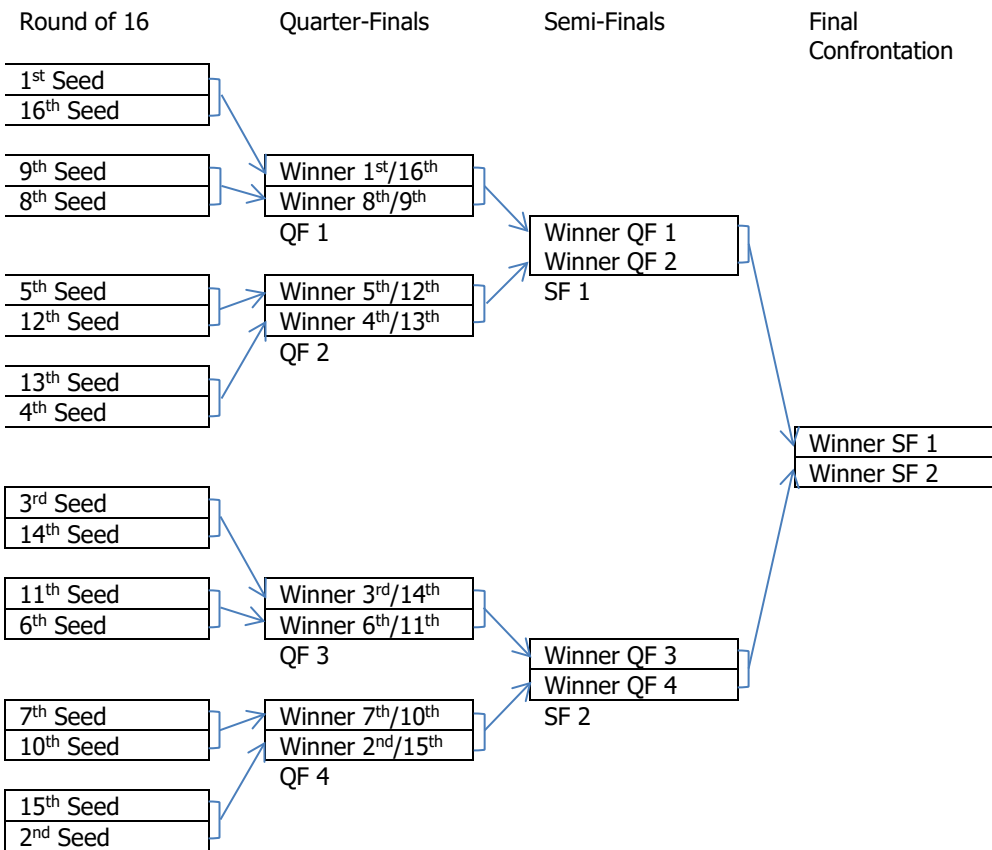 Round of 16
Quarter-Finals
Semi-Finals
Final
Confrontation
1st Seed
16th Seed
9th Seed
8th Seed
5th Seed
12th Seed
13th Seed
4th Seed
3rd Seed
14th Seed
11th Seed
6th Seed
7th Seed
10th Seed
15th Seed
2nd Seed
Winner 1st/16th
Winner 8th/9th
QF 1
Winner 5th/12th
Winner 4th/13th
QF 2
Winner 3rd/14th
Winner 6th/11th
QF 3
Winner 7th/10th
Winner 2nd/15th
QF 4
Winner QF 1
Winner QF 2
SF 1
Winner QF 3
Winner QF 4
SF 2
Winner SF 1
Winner SF 2